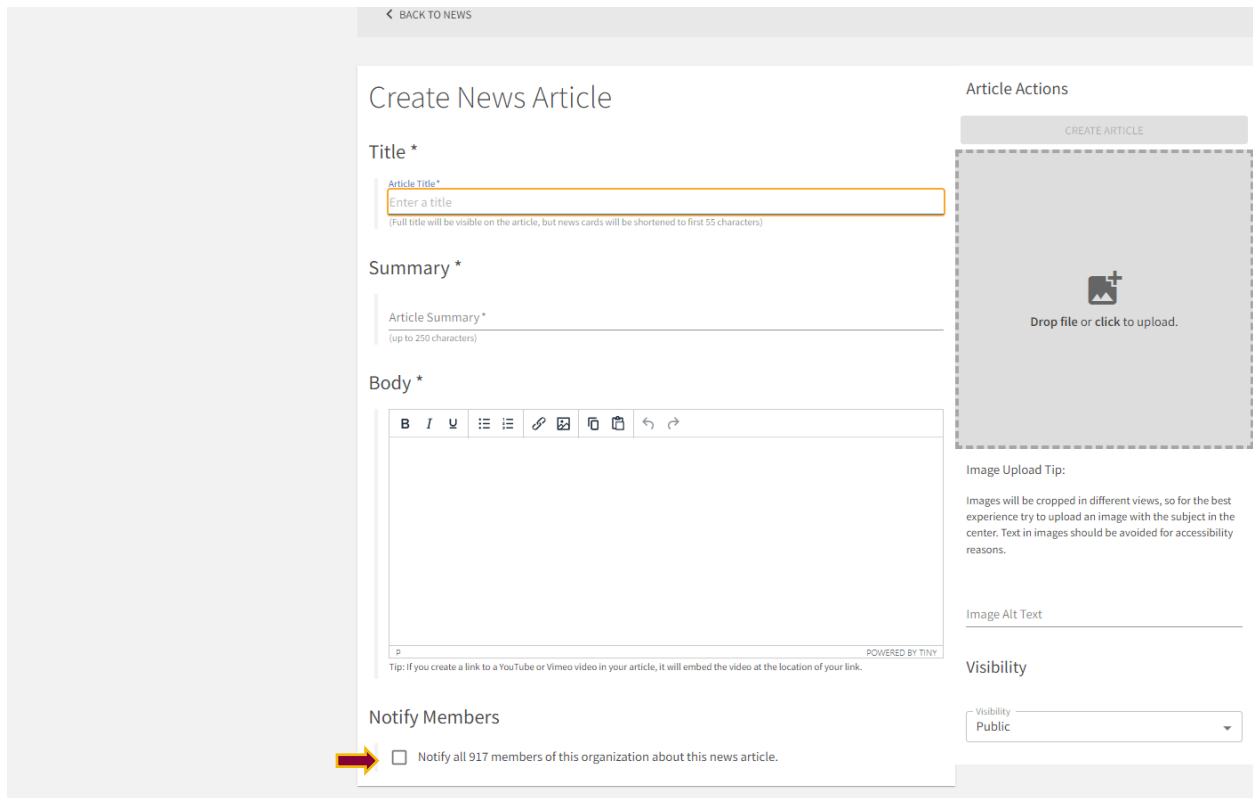 BACK TO NEWS
Create News Article
Title *
Article Title*
Enter a title
(Full title will be visible on the article, but news cards will be shortened to first 55 characters)
Summary *
Article Summary*
(up to 250 characters)
Body *
B I U
P
POWERED BY TINY
Tip: If you create a link to a YouTube or Vimeo video in your article, it will embed the video at the location of your link.
Notify Members
Notify all 917 members of this organization about this news article.
Article Actions
CREATE ARTICLE
Drop file or click to upload.
Image Upload Tip:
Images will be cropped in different views, so for the best
experience try to upload an image with the subject in the
center. Text in images should be avoided for accessibility
reasons.
Image Alt Text
Visibility
Visibility
Public